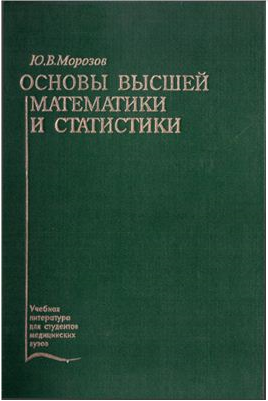 Ю.В.Морозов
ОСНОВЫ ВЫСШЕЙ
МАТЕМАТИКИ
И СТАТИСТИКИ
Учебная
литература
для студентов
медицинских
вузов